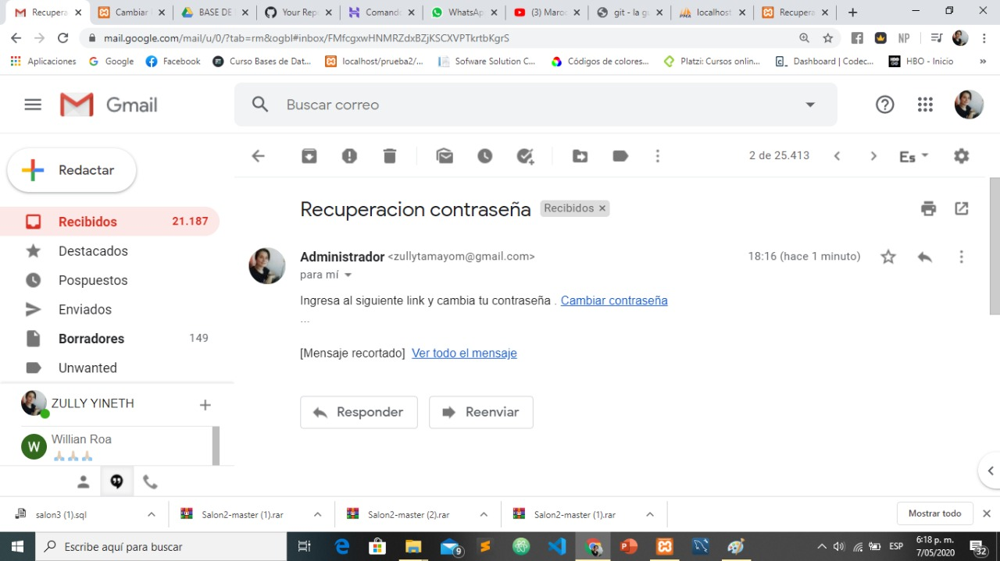 Recupera
Cambiar
BASE DE
Your Rep
Comando
WhatsAp
(3) Maroo
git - la g
localhost
Recupera
mail.google.com/mail/u/0/?tab=rm&ogbl#inbox/FMfcgxwHNMRZdxBZjKSCXVPTkrtbKgrS
NP
Aplicaciones
Google
Facebook
Curso Bases de Dat...
localhost/prueba2/...
Sofware Solution C...
Códigos de colores...
Platzi: Cursos onlin...
Dashboard | Codec...
HBO - Inicio
»
Gmail
Buscar correo
Redactar
2 de 25.413
Es
Recuperacion contraseña
Recibidos x
Recibidos 21.187
Destacados
Pospuestos
Enviados
Borradores 149
Unwanted
Administrador <zullytamayom@gmail.com>
18:16 (hace 1 minuto)
para mí
Ingresa al siguiente link y cambia tu contraseña . Cambiar contraseña
...
[Mensaje recortado] Ver todo el mensaje
Responder
Reenviar
ZULLY YINETH
W
Willian Roa
salon3 (1).sql
Salon2-master (1).rar
Salon2-master (2).rar
Salon2-master (1).rar
Mostrar todo
Escribe aquí para buscar
9
ESP
6:18 p. m.
7/05/2020
32